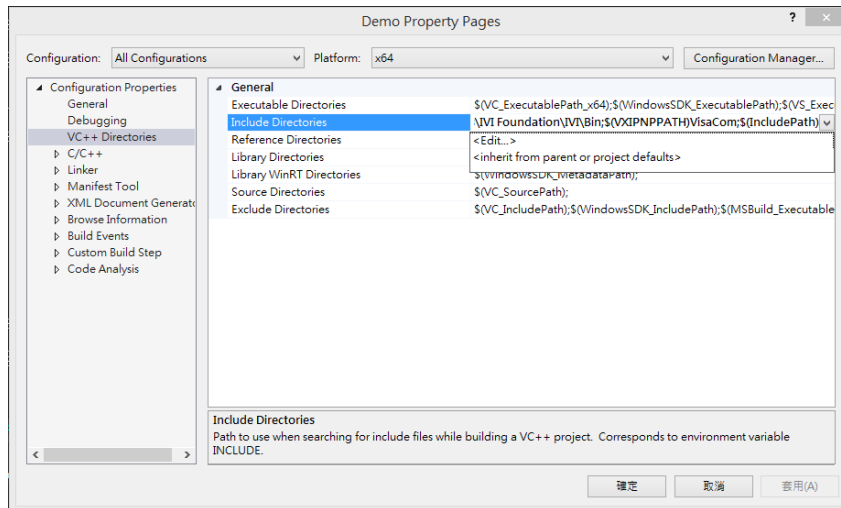 Demo Property Pages
?
Configuration: All Configurations Platform: x64 Configuration Manager...
Configuration Properties
General
Debugging
VC++ Directories
C/C++
Linker
Manifest Tool
XML Document Generato
Browse Information
Build Events
Custom Build Step
Code Analysis
General
Executable Directories $(VC_ExecutablePath_x64);$(WindowsSDK_ExecutablePath);$(VS_Exec
Include Directories \IVI Foundation\IVI\Bin;$(VXIPNPPATH)VisaCom;$(IncludePath)
Reference Directories <Edit...>
Library Directories <inherit from parent or project defaults>
Library WinRT Directories $(WindowsSDK_MetadataPath);
Source Directories $(VC_SourcePath);
Exclude Directories $(VC_IncludePath);$(WindowsSDK_IncludePath);$(MSBuild_Executable
Include Directories
Path to use when searching for include files while building a VC++ project. Corresponds to environment variable
INCLUDE.
確定 取消 套用(A)